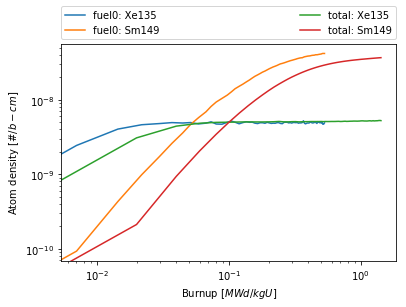 fuel0: Xe135
fuel0: Sm149
total: Xe135
total: Sm149
Atom density [#/b − cm]
10⁻⁸
10⁻⁹
10⁻¹⁰
10⁻² 10⁻¹ 10⁰
Burnup [MWd/kgU]